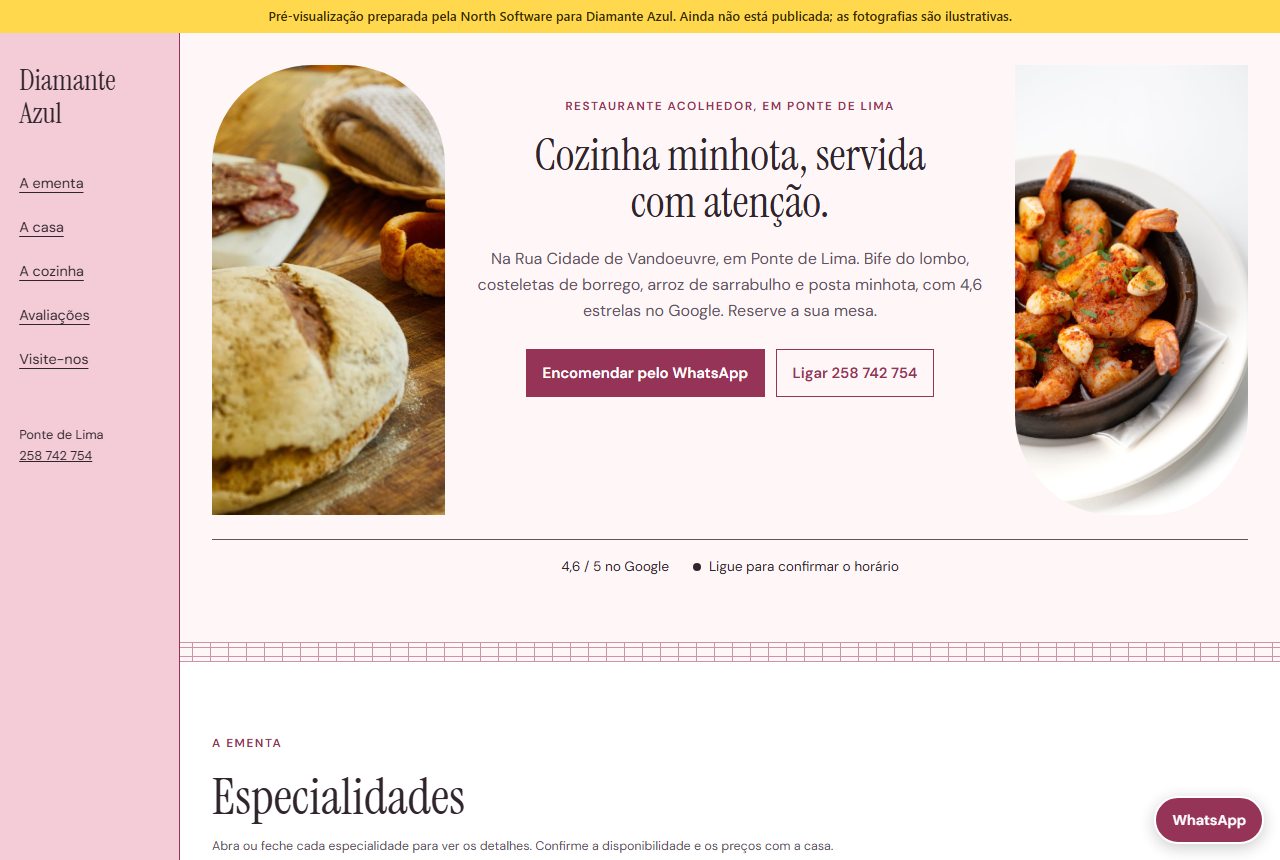 Pré-visualização preparada pela North Software para Diamante Azul. Ainda não está publicada; as fotografias são ilustrativas.
Diamante
Azul
A ementa
A casa
A cozinha
Avaliações
Visite-nos
Ponte de Lima
258 742 754
RESTAURANTE ACOLHEDOR, EM PONTE DE LIMA
Cozinha minhota, servida
com atenção.
Na Rua Cidade de Vandoeuvre, em Ponte de Lima. Bife do lombo,
costeletas de borrego, arroz de sarrabulho e posta minhota, com 4,6
estrelas no Google. Reserve a sua mesa.
Encomendar pelo WhatsApp
Ligar 258 742 754
4,6 / 5 no Google
Ligue para confirmar o horário
A EMENTA
Especialidades
Abra ou feche cada especialidade para ver os detalhes. Confirme a disponibilidade e os preços com a casa.
WhatsApp